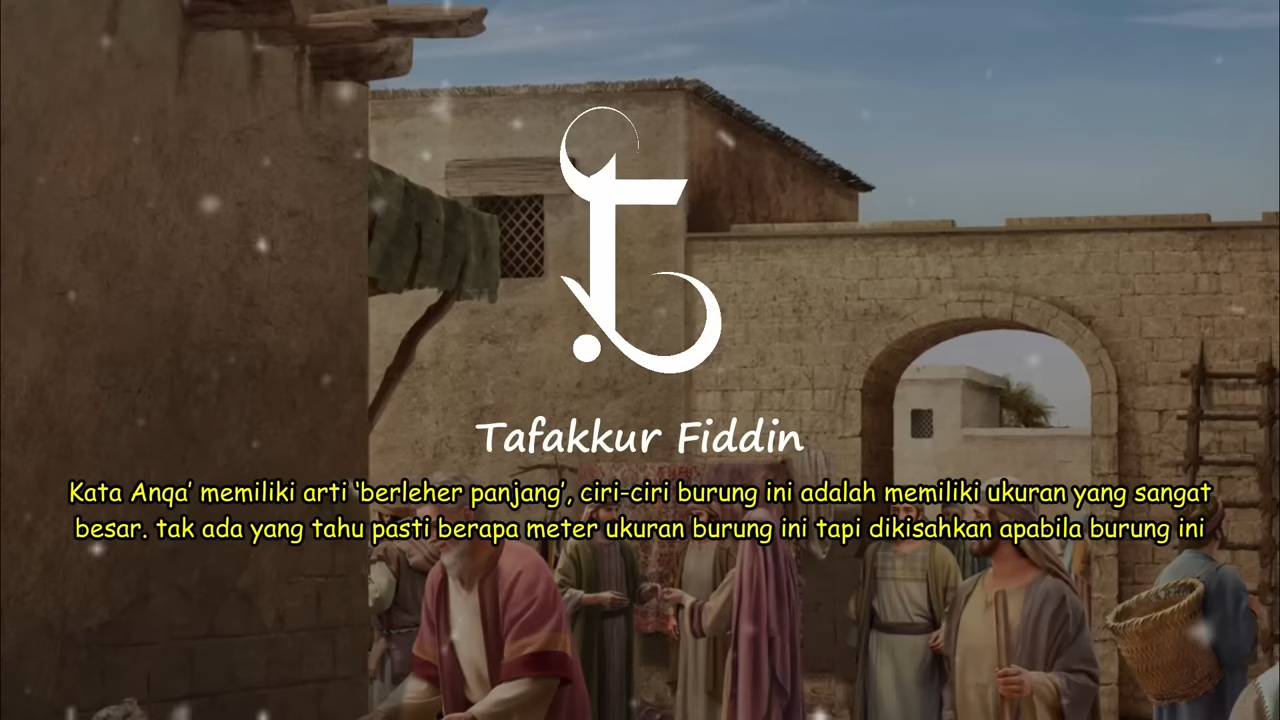 Tafakkur Fiddin
Kata Anqa’ memiliki arti ‘berleher panjang’, ciri-ciri burung ini adalah memiliki ukuran yang sangat
besar. tak ada yang tahu pasti berapa meter ukuran burung ini tapi dikisahkan apabila burung ini